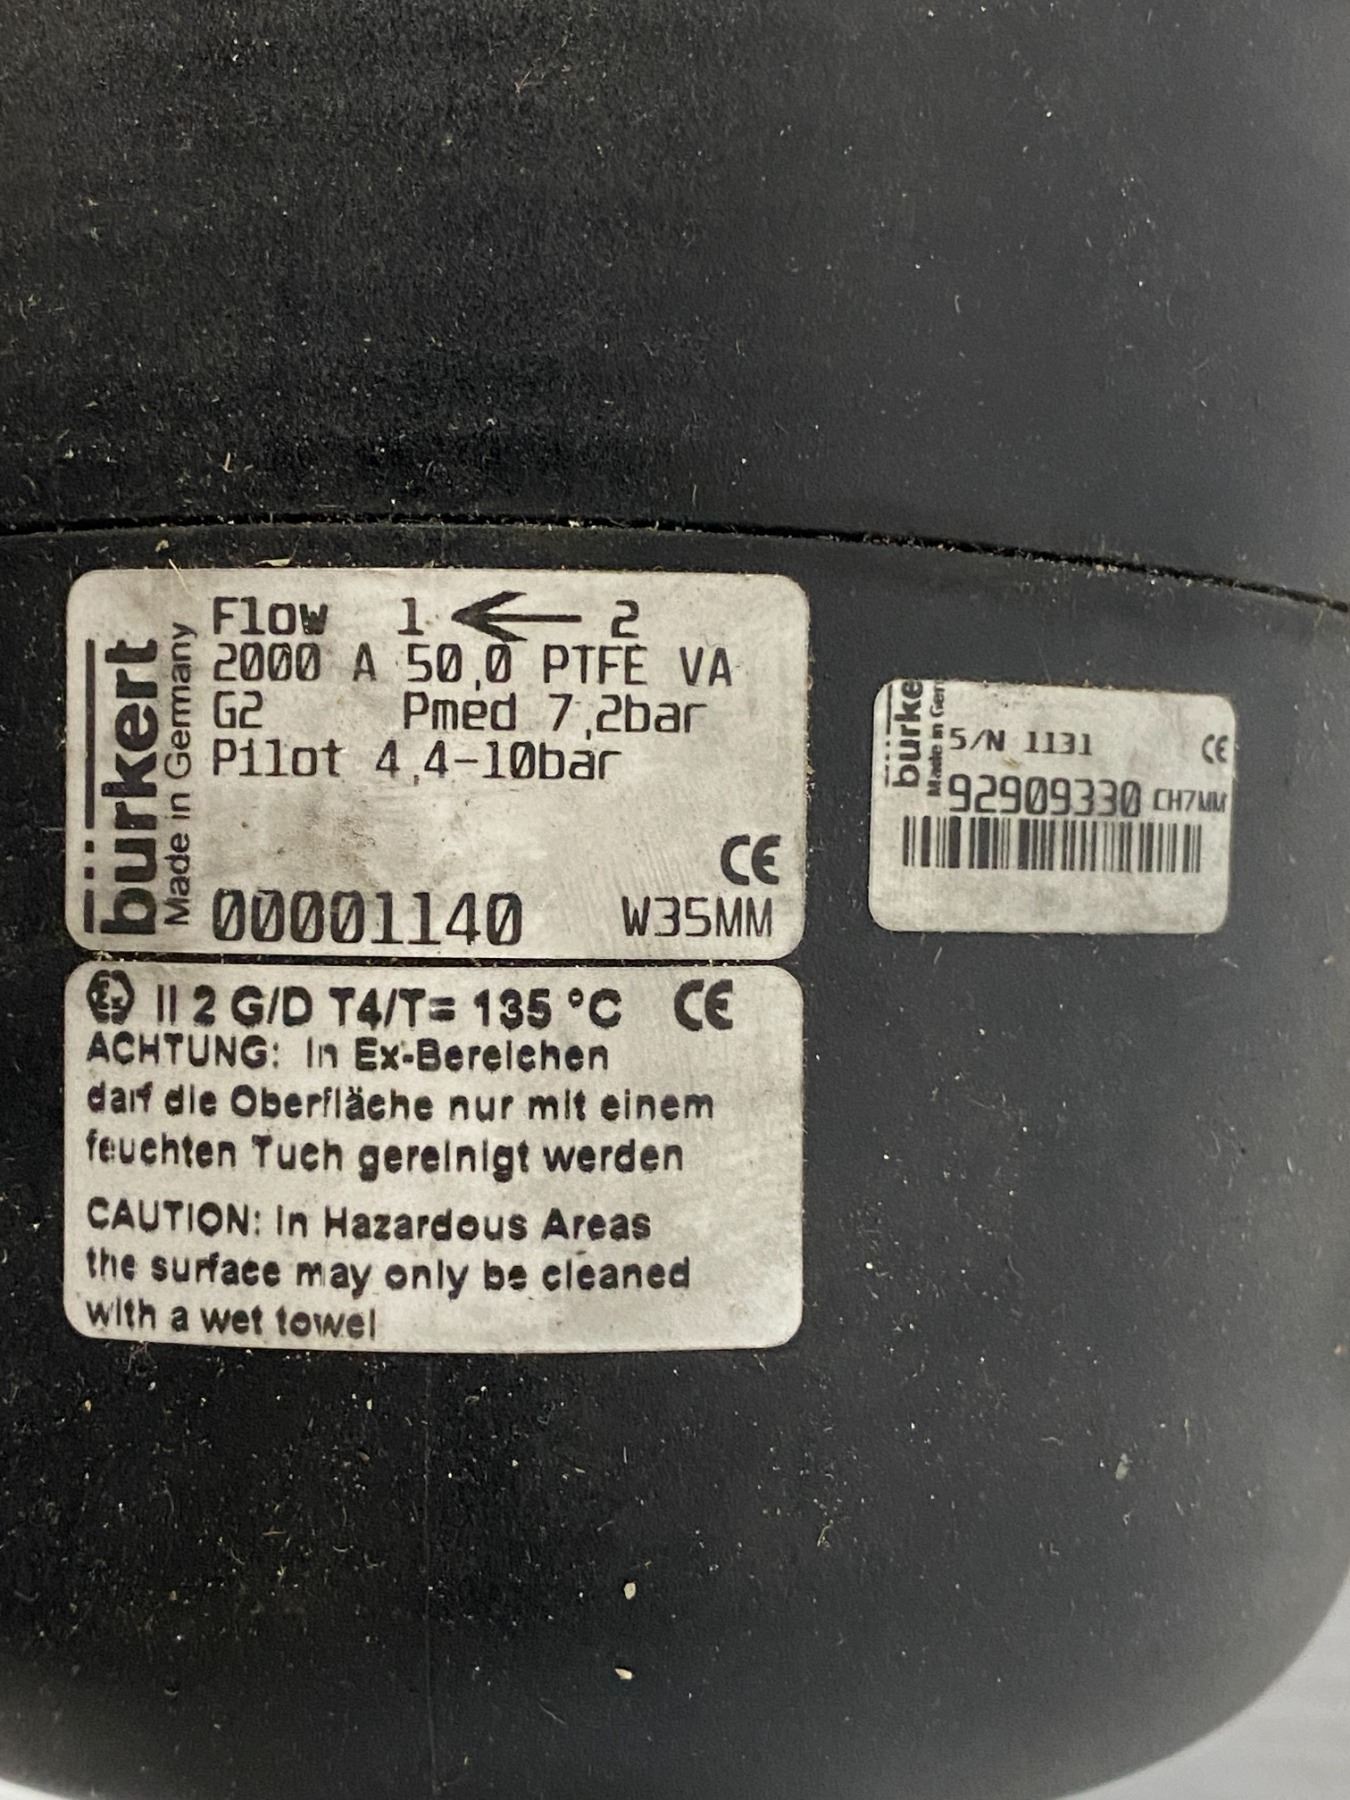 bürkert
Made in Germany
Flow 1 ← 2
2000 A 50,0 PTFE VA
G2 Pmed 7,2bar
Pilot 4,4-10bar
CE
00001140 W35MM
Ex II 2 G/D T4/T= 135 °C CE
ACHTUNG: In Ex-Bereichen
darf die Oberfläche nur mit einem
feuchten Tuch gereinigt werden
CAUTION: In Hazardous Areas
the surface may only be cleaned
with a wet towel
bürke
Made in Ger
S/N 1131 CE
92909330 CH7MM